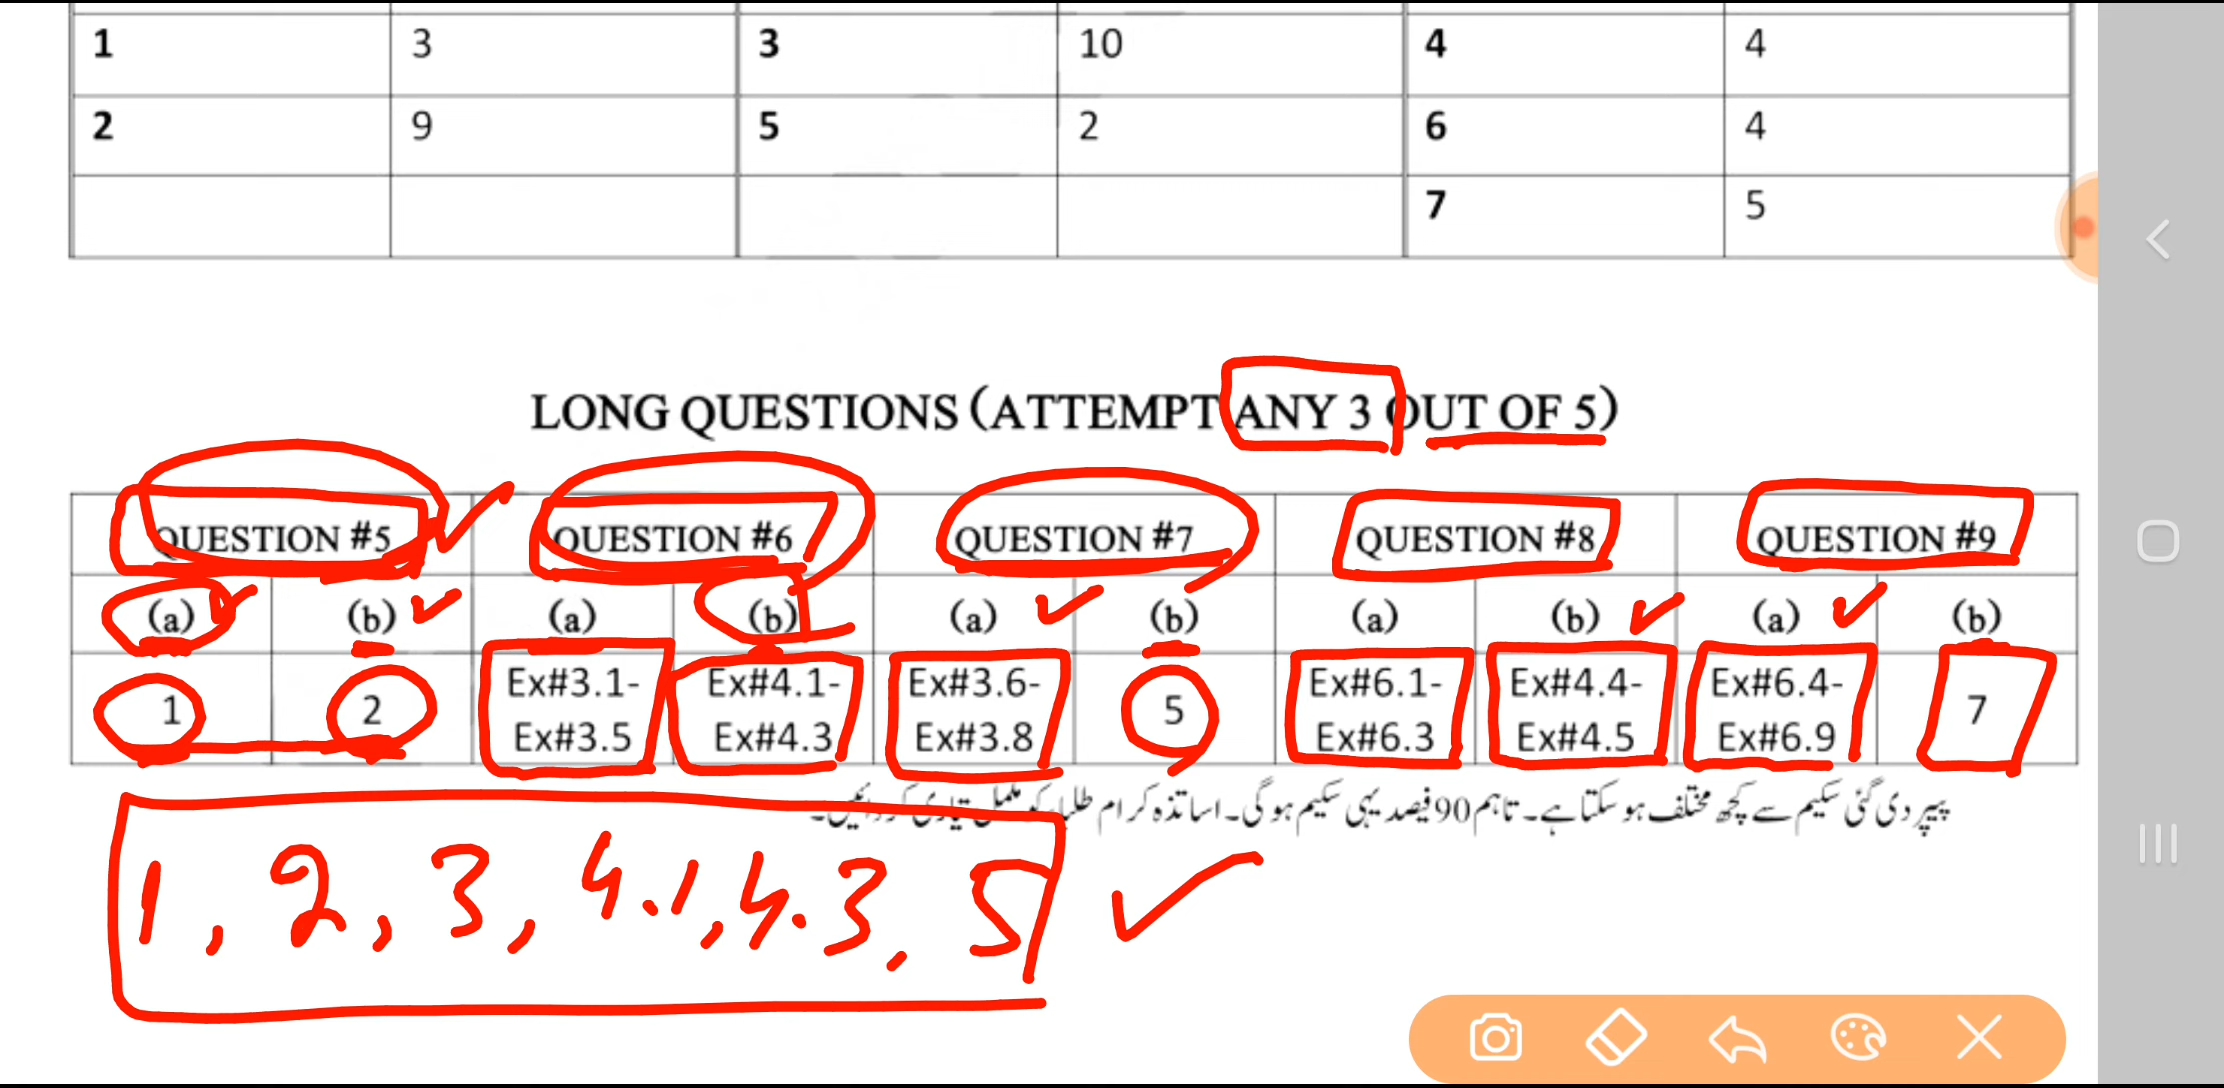 1 3 3 10 4 4
2 9 5 2 6 4
7 5
LONG QUESTIONS (ATTEMPT ANY 3 OUT OF 5)
QUESTION #5 QUESTION #6 QUESTION #7 QUESTION #8 QUESTION #9
(a) (b) (a) (b) (a) (b) (a) (b) (a) (b)
1 2 Ex#3.1- Ex#4.1- Ex#3.6- 5 Ex#6.1- Ex#4.4- Ex#6.4- 7
Ex#3.5 Ex#4.3 Ex#3.8 Ex#6.3 Ex#4.5 Ex#6.9
پیپر دی گئی سکیم سے کچھ مختلف ہو سکتا ہے۔ تاہم 90 فیصد یہی سکیم ہو گی۔ اساتذہ کرام طلباء کو مکمل تیاری کروائیں۔
1, 2, 3, 4.1, 4.3, 5